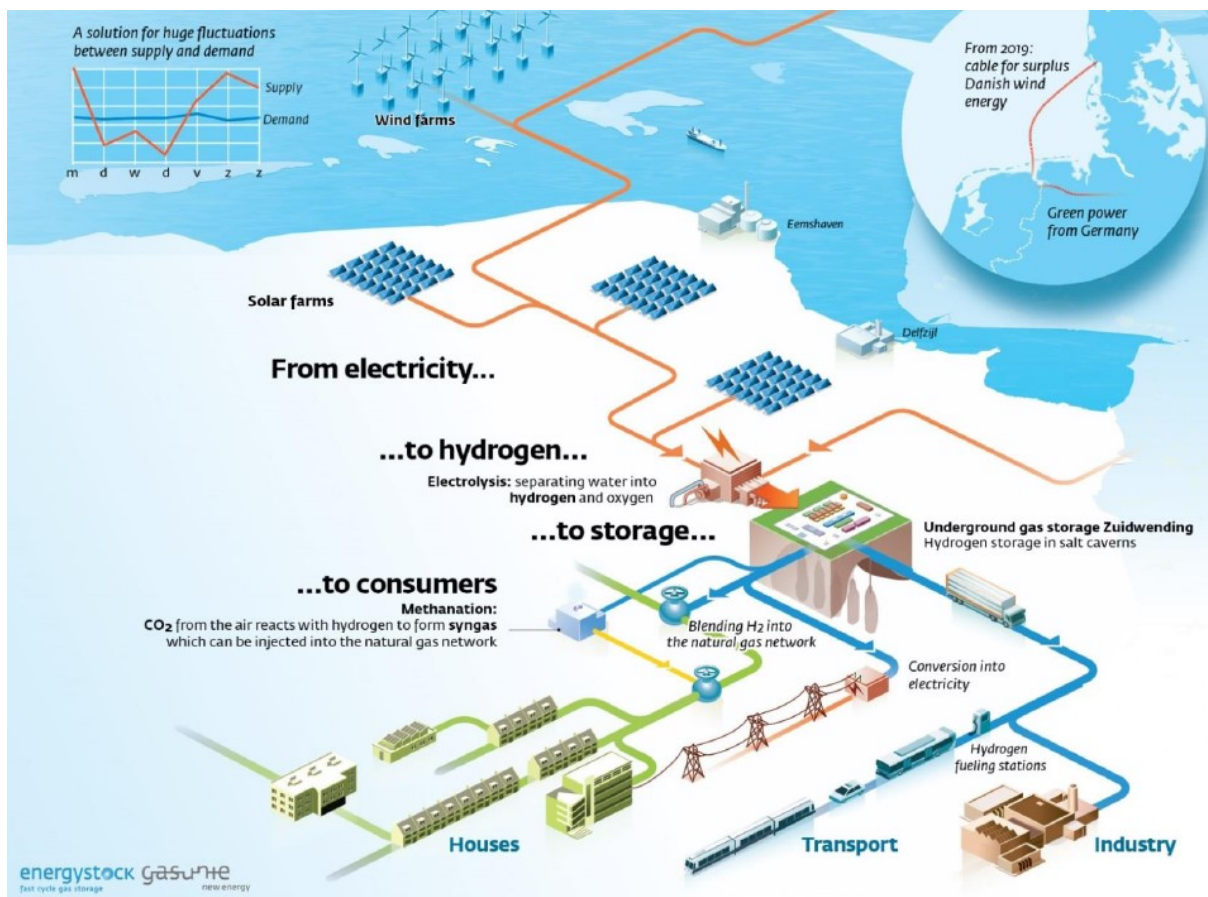 A solution for huge fluctuations
between supply and demand
Supply
Demand
m d w d v z z
Wind farms
From 2019:
cable for surplus
Danish wind
energy
Green power
from Germany
Eemshaven
Solar farms
Delfzijl
From electricity...
...to hydrogen...
Electrolysis: separating water into
hydrogen and oxygen
...to storage...
Underground gas storage Zuidwending
Hydrogen storage in salt caverns
...to consumers
Methanation:
CO2 from the air reacts with hydrogen to form syngas
which can be injected into the natural gas network
Blending H2 into
the natural gas network
Conversion into
electricity
Hydrogen
fueling stations
Houses
Transport
Industry
energystock gasunie
fast cycle gas storage new energy